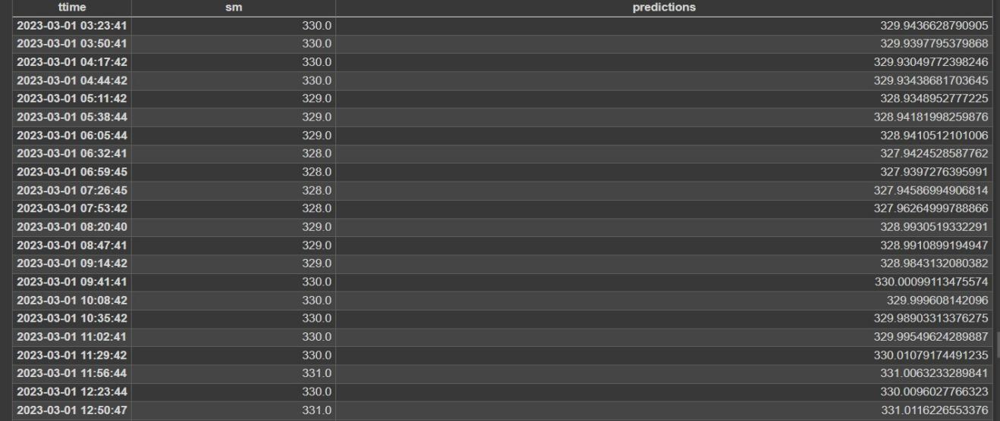 ttime sm predictions
2023-03-01 03:23:41 330.0 329.9436628790905
2023-03-01 03:50:41 330.0 329.9397795379868
2023-03-01 04:17:42 330.0 329.93049772398246
2023-03-01 04:44:42 330.0 329.93438681703645
2023-03-01 05:11:42 329.0 328.9348952777225
2023-03-01 05:38:44 329.0 328.94181998259876
2023-03-01 06:05:44 329.0 328.9410512101006
2023-03-01 06:32:41 328.0 327.9424528587762
2023-03-01 06:59:45 328.0 327.9397276395991
2023-03-01 07:26:45 328.0 327.94586994906814
2023-03-01 07:53:42 328.0 327.96264999788866
2023-03-01 08:20:40 329.0 328.9930519332291
2023-03-01 08:47:41 329.0 328.9910899194947
2023-03-01 09:14:42 329.0 328.9843132080382
2023-03-01 09:41:41 330.0 330.00099113475574
2023-03-01 10:08:42 330.0 329.999608142096
2023-03-01 10:35:42 330.0 329.98903313376275
2023-03-01 11:02:41 330.0 329.99549624289887
2023-03-01 11:29:42 330.0 330.01079174491235
2023-03-01 11:56:44 331.0 331.0063233289841
2023-03-01 12:23:44 330.0 330.0096027766323
2023-03-01 12:50:47 331.0 331.0116226553376